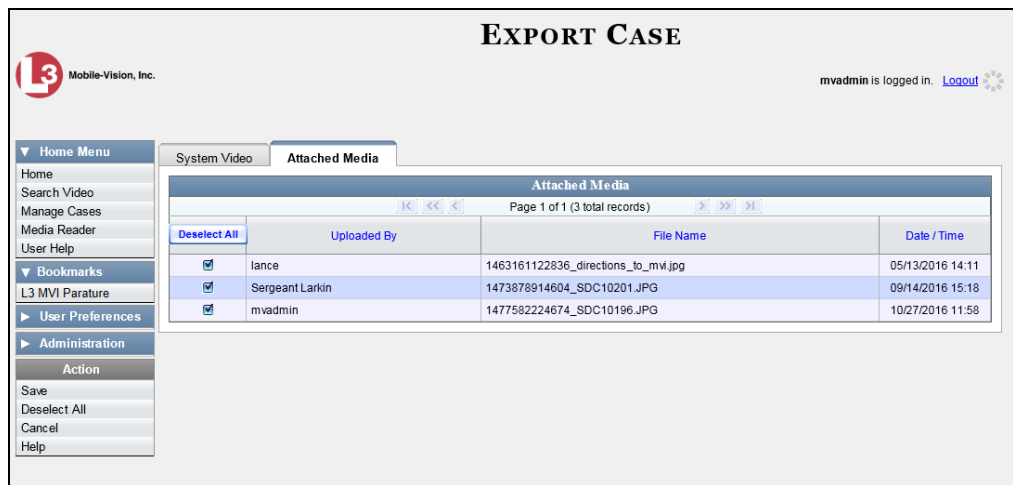 EXPORT CASE
L3 Mobile-Vision, Inc.
mvadmin is logged in. Logout
▼ Home Menu
Home
Search Video
Manage Cases
Media Reader
User Help
▼ Bookmarks
L3 MVI Parature
► User Preferences
► Administration
Action
Save
Deselect All
Cancel
Help
System Video
Attached Media
Attached Media
Page 1 of 1 (3 total records)
Deselect All Uploaded By File Name Date / Time
lance 1463161122836_directions_to_mvi.jpg 05/13/2016 14:11
Sergeant Larkin 1473878914604_SDC10201.JPG 09/14/2016 15:18
mvadmin 1477582224674_SDC10196.JPG 10/27/2016 11:58